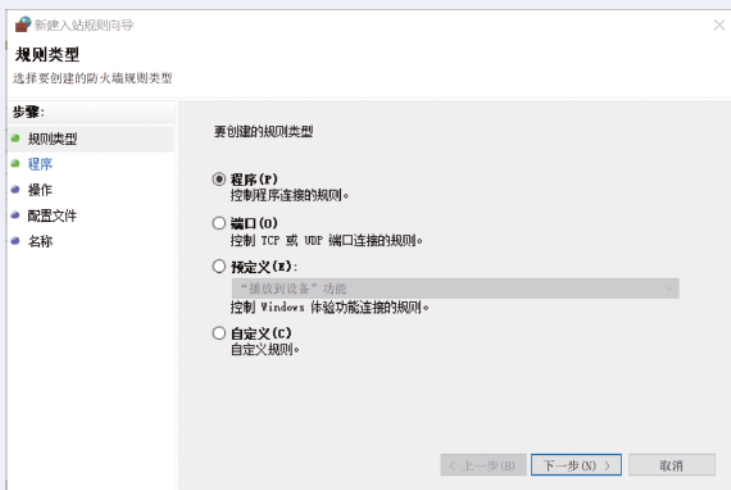 新建入站规则向导
规则类型
选择要创建的防火墙规则类型
步骤:
规则类型
程序
操作
配置文件
名称
要创建的规则类型
程序(P)
控制程序连接的规则。
端口(O)
控制 TCP 或 UDP 端口连接的规则。
预定义(E):
“播放到设备”功能
控制 Windows 体验功能连接的规则。
自定义(C)
自定义规则。
< 上一步(B)
下一步(N) >
取消